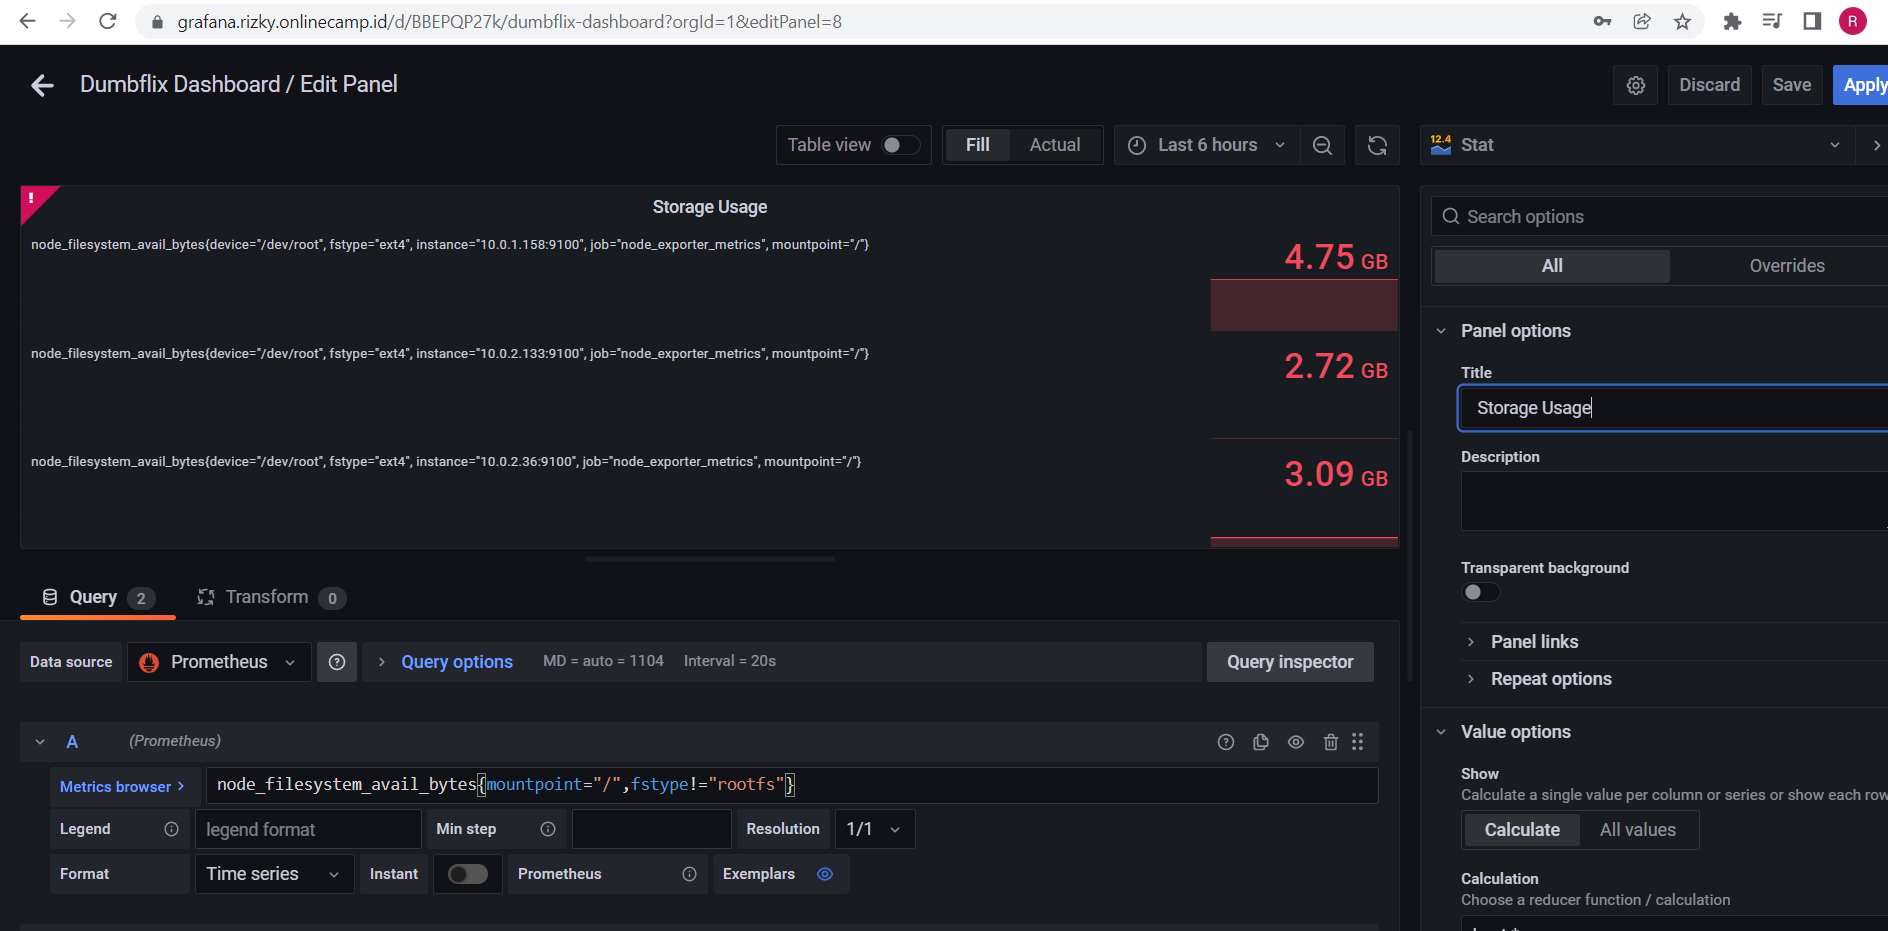 grafana.rizky.onlinecamp.id/d/BBEPQP27k/dumbflix-dashboard?orgId=1&editPanel=8
R
Dumbflix Dashboard / Edit Panel
Discard
Save
Apply
Table view
Fill
Actual
Last 6 hours
12.4
Stat
!
Storage Usage
node_filesystem_avail_bytes{device="/dev/root", fstype="ext4", instance="10.0.1.158:9100", job="node_exporter_metrics", mountpoint="/"}
4.75 GB
node_filesystem_avail_bytes{device="/dev/root", fstype="ext4", instance="10.0.2.133:9100", job="node_exporter_metrics", mountpoint="/"}
2.72 GB
node_filesystem_avail_bytes{device="/dev/root", fstype="ext4", instance="10.0.2.36:9100", job="node_exporter_metrics", mountpoint="/"}
3.09 GB
Search options
All
Overrides
Panel options
Title
Storage Usage
Description
Transparent background
Panel links
Repeat options
Value options
Show
Calculate a single value per column or series or show each row
Calculate
All values
Calculation
Choose a reducer function / calculation
Query 2
Transform 0
Data source
Prometheus
Query options
MD = auto = 1104
Interval = 20s
Query inspector
A
(Prometheus)
Metrics browser >
node_filesystem_avail_bytes{mountpoint="/",fstype!="rootfs"}
Legend
legend format
Min step
Resolution
1/1
Format
Time series
Instant
Prometheus
Exemplars